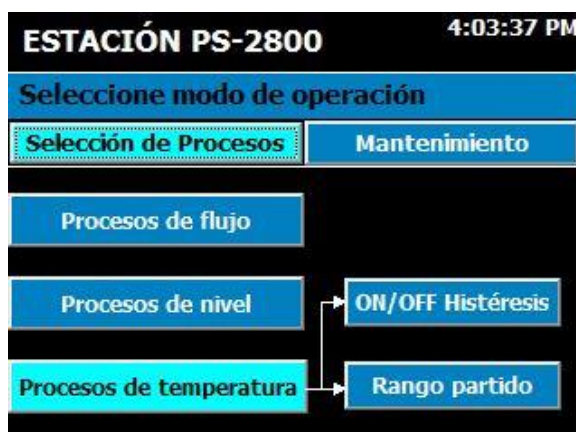 ESTACIÓN PS-2800
4:03:37 PM
Seleccione modo de operación
Selección de Procesos
Mantenimiento
Procesos de flujo
Procesos de nivel
ON/OFF Histéresis
Procesos de temperatura
Rango partido